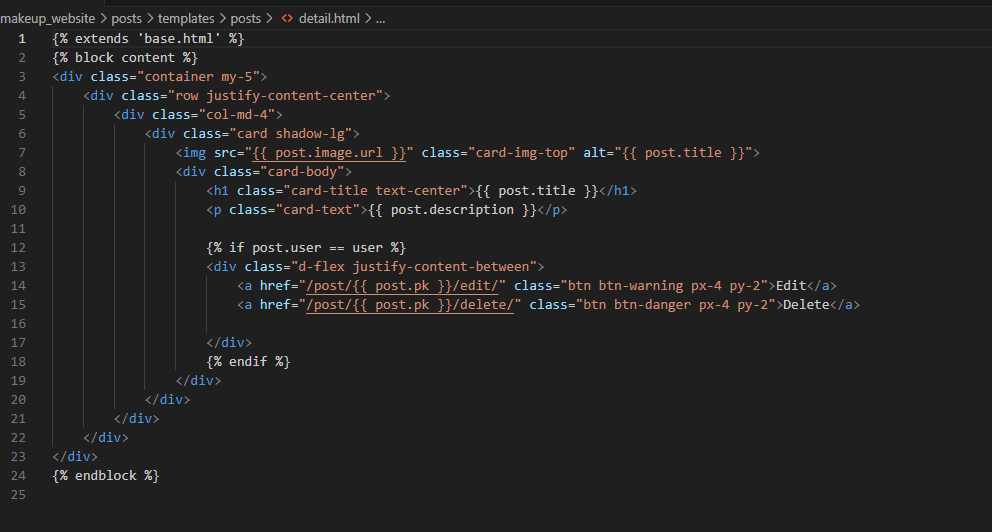 makeup_website > posts > templates > posts > <> detail.html > ...
1 {% extends 'base.html' %}
2 {% block content %}
3 <div class="container my-5">
4     <div class="row justify-content-center">
5         <div class="col-md-4">
6             <div class="card shadow-lg">
7                 <img src="{{ post.image.url }}" class="card-img-top" alt="{{ post.title }}">
8                 <div class="card-body">
9                     <h1 class="card-title text-center">{{ post.title }}</h1>
10                     <p class="card-text">{{ post.description }}</p>
11
12                     {% if post.user == user %}
13                     <div class="d-flex justify-content-between">
14                         <a href="/post/{{ post.pk }}/edit/" class="btn btn-warning px-4 py-2">Edit</a>
15                         <a href="/post/{{ post.pk }}/delete/" class="btn btn-danger px-4 py-2">Delete</a>
16
17                     </div>
18                     {% endif %}
19                 </div>
20             </div>
21         </div>
22     </div>
23 </div>
24 {% endblock %}
25